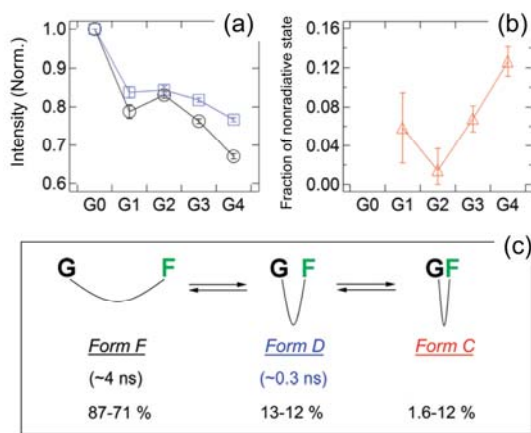 (a)
Intensity (Norm.)
1.0
0.9
0.8
0.7
0.6
G0 G1 G2 G3 G4
(b)
Fraction of nonradiative state
0.16
0.12
0.08
0.04
0.00
G0 G1 G2 G3 G4
(c)
G F
G F
GF
Form F
Form D
Form C
(~4 ns)
(~0.3 ns)
87-71 %
13-12 %
1.6-12 %